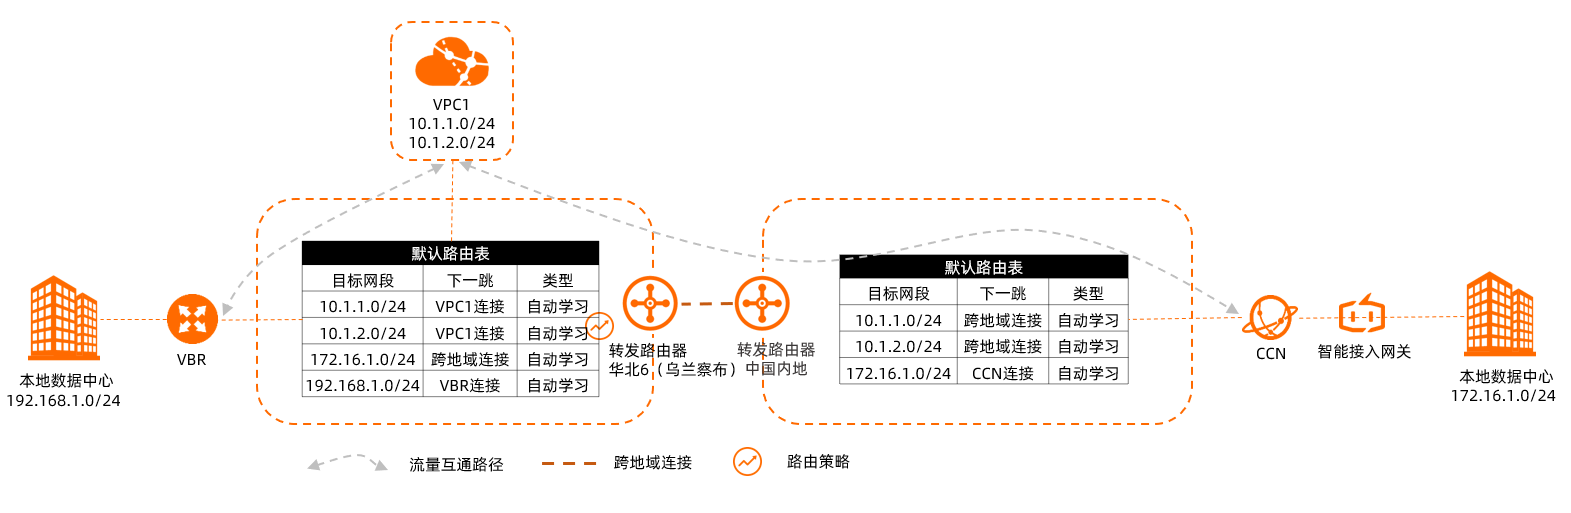 VPC1
10.1.1.0/24
10.1.2.0/24
默认路由表
目标网段 下一跳 类型
10.1.1.0/24 VPC1连接 自动学习
10.1.2.0/24 VPC1连接 自动学习
172.16.1.0/24 跨地域连接 自动学习
192.168.1.0/24 VBR连接 自动学习
默认路由表
目标网段 下一跳 类型
10.1.1.0/24 跨地域连接 自动学习
10.1.2.0/24 跨地域连接 自动学习
172.16.1.0/24 CCN连接 自动学习
本地数据中心
192.168.1.0/24
VBR
转发路由器
华北6（乌兰察布）
转发路由器
中国内地
CCN
智能接入网关
本地数据中心
172.16.1.0/24
流量互通路径
跨地域连接
路由策略